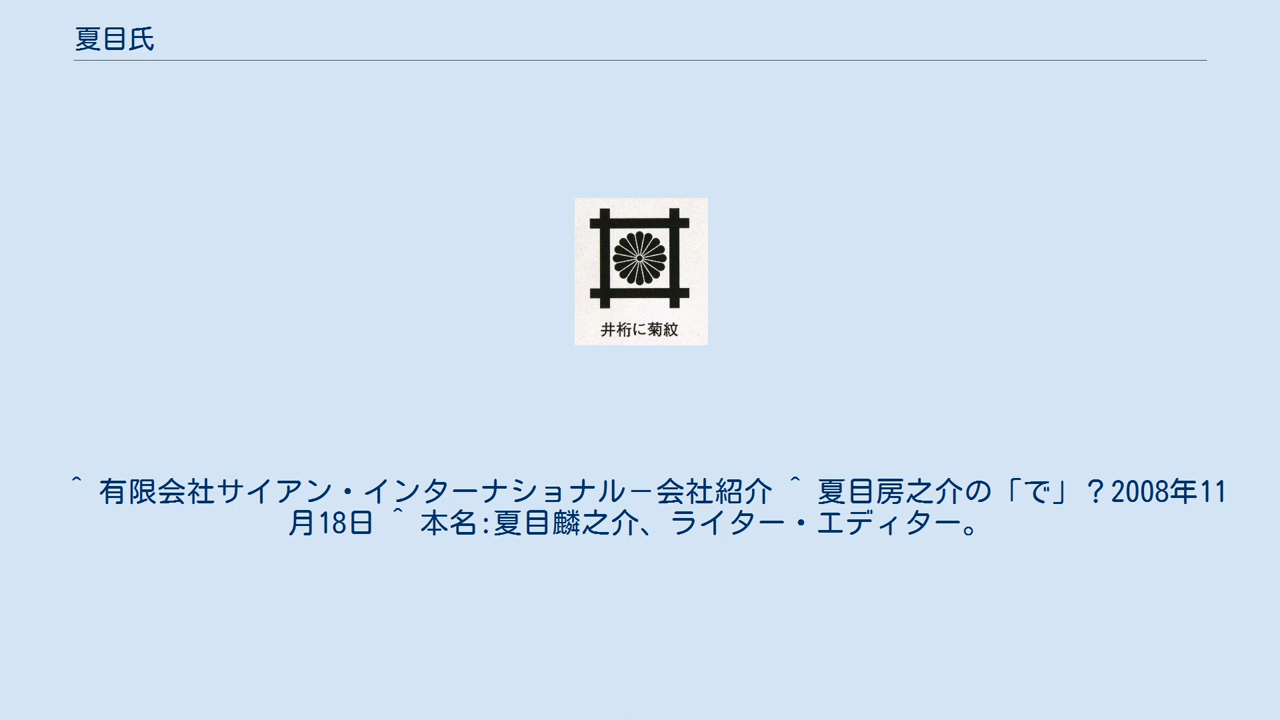 夏目氏
井桁に菊紋
^ 有限会社サイアン・インターナショナル－会社紹介 ^ 夏目房之介の「で」？2008年11
月18日 ^ 本名:夏目麟之介、ライター・エディター。